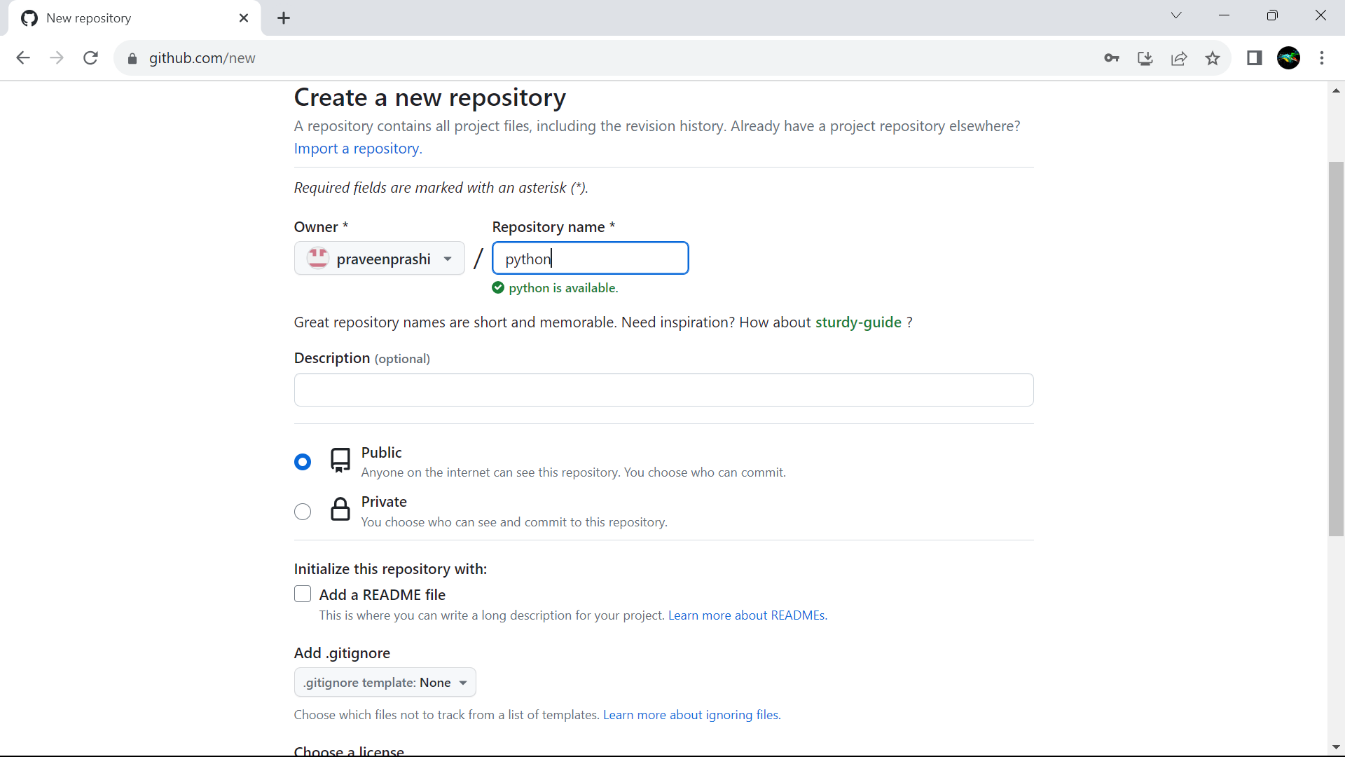 New repository
github.com/new
Create a new repository
A repository contains all project files, including the revision history. Already have a project repository elsewhere?
Import a repository.
Required fields are marked with an asterisk (*).
Owner *
Repository name *
praveenprashi
/
python
python is available.
Great repository names are short and memorable. Need inspiration? How about sturdy-guide ?
Description (optional)
Public
Anyone on the internet can see this repository. You choose who can commit.
Private
You choose who can see and commit to this repository.
Initialize this repository with:
Add a README file
This is where you can write a long description for your project. Learn more about READMEs.
Add .gitignore
.gitignore template: None
Choose which files not to track from a list of templates. Learn more about ignoring files.
Choose a license